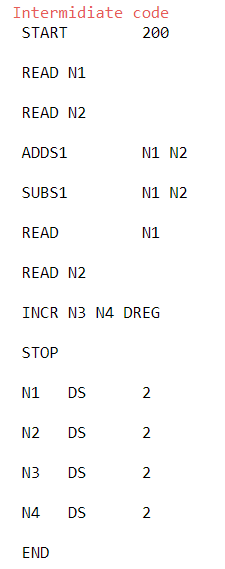 Intermidiate code
START 200
READ N1
READ N2
ADDS1 N1 N2
SUBS1 N1 N2
READ N1
READ N2
INCR N3 N4 DREG
STOP
N1 DS 2
N2 DS 2
N3 DS 2
N4 DS 2
END